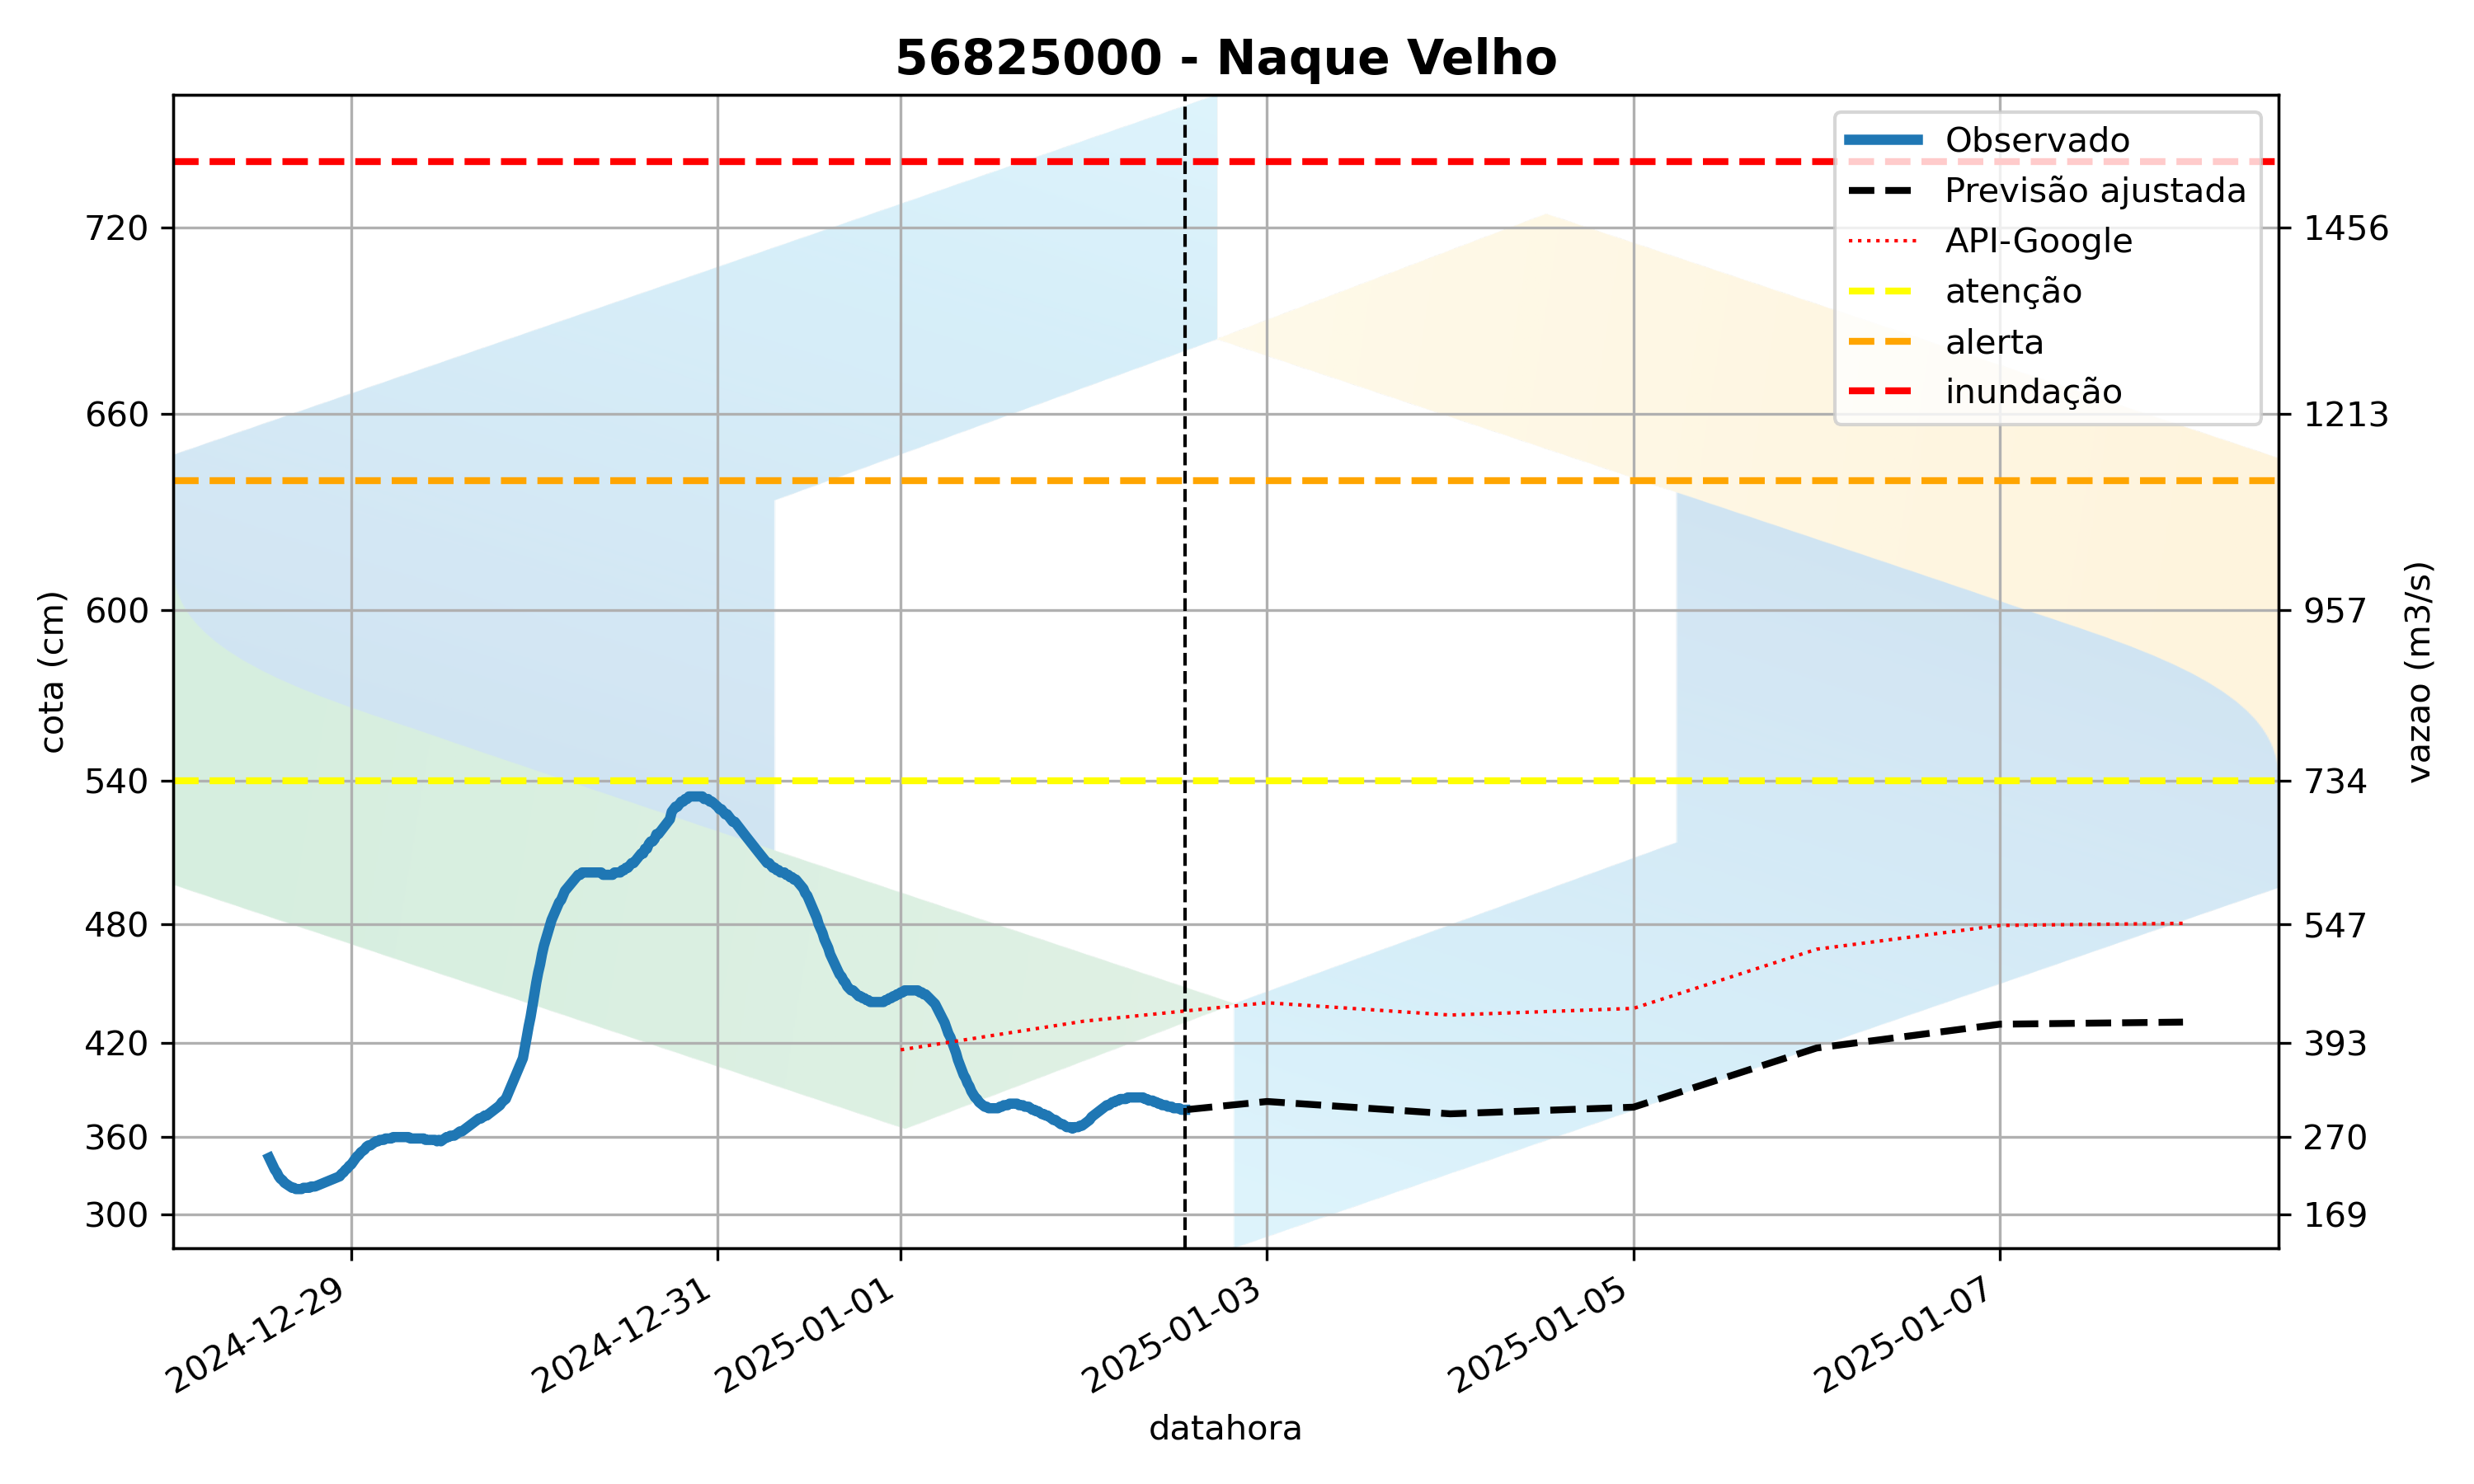 56825000 - Naque Velho
Observado
Previsão ajustada
API-Google
atenção
alerta
inundação
720
660
600
540
480
420
360
300
1456
1213
957
734
547
393
270
169
cota (cm)
vazao (m3/s)
2024-12-29
2024-12-31
2025-01-01
2025-01-03
2025-01-05
2025-01-07
datahora